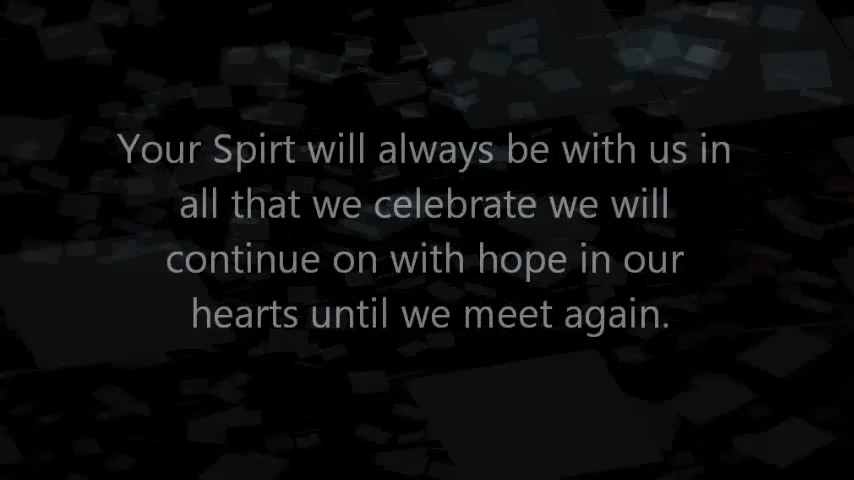 Your Spirt will always be with us in
all that we celebrate we will
continue on with hope in our
hearts until we meet again.